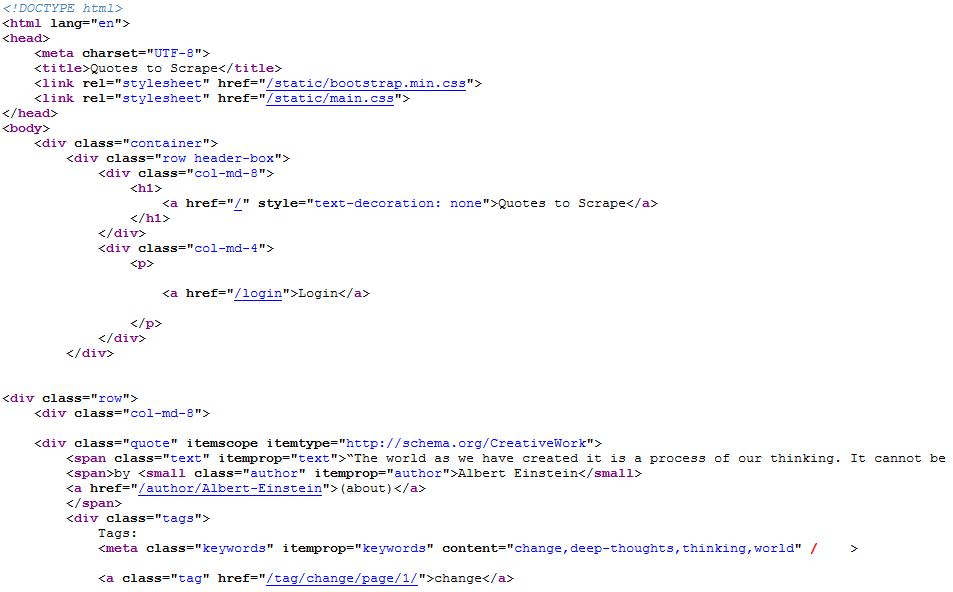 <!DOCTYPE html>
<html lang="en">
<head>
    <meta charset="UTF-8">
    <title>Quotes to Scrape</title>
    <link rel="stylesheet" href="/static/bootstrap.min.css">
    <link rel="stylesheet" href="/static/main.css">
</head>
<body>
    <div class="container">
        <div class="row header-box">
            <div class="col-md-8">
                <h1>
                    <a href="/" style="text-decoration: none">Quotes to Scrape</a>
                </h1>
            </div>
            <div class="col-md-4">
                <p>
                    <a href="/login">Login</a>
                </p>
            </div>
        </div>
<div class="row">
    <div class="col-md-8">
    <div class="quote" itemscope itemtype="http://schema.org/CreativeWork">
        <span class="text" itemprop="text">“The world as we have created it is a process of our thinking. It cannot be
        <span>by <small class="author" itemprop="author">Albert Einstein</small>
        <a href="/author/Albert-Einstein">(about)</a>
        </span>
        <div class="tags">
            Tags:
            <meta class="keywords" itemprop="keywords" content="change,deep-thoughts,thinking,world" /    >
            <a class="tag" href="/tag/change/page/1/">change</a>